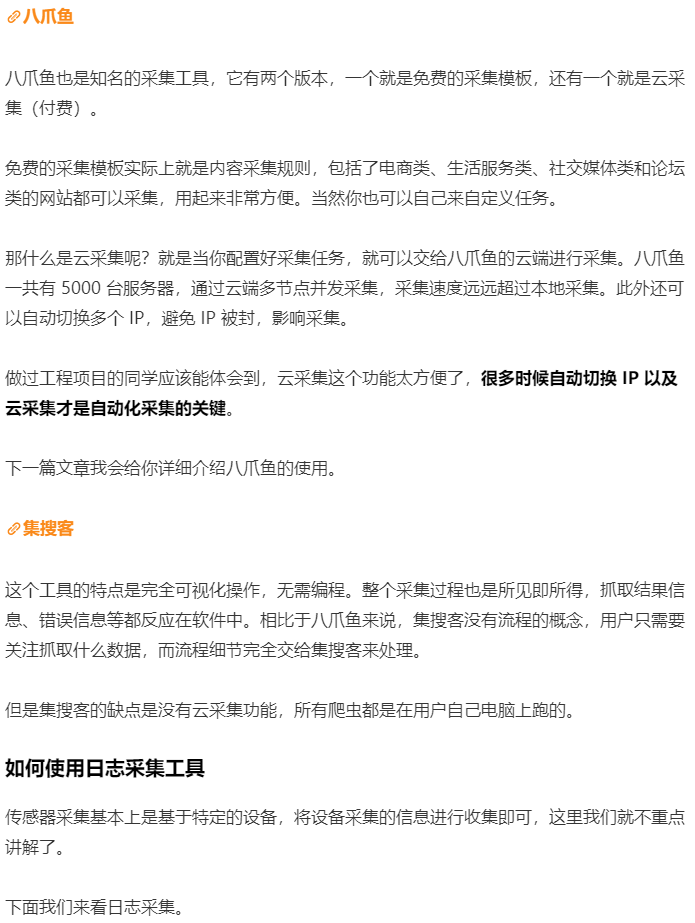 八爪鱼
八爪鱼也是知名的采集工具，它有两个版本，一个就是免费的采集模板，还有一个就是云采
集（付费）。
免费的采集模板实际上就是内容采集规则，包括了电商类、生活服务类、社交媒体类和论坛
类的网站都可以采集，用起来非常方便。当然你也可以自己来自定义任务。
那什么是云采集呢？就是当你配置好采集任务，就可以交给八爪鱼的云端进行采集。八爪鱼
一共有 5000 台服务器，通过云端多节点并发采集，采集速度远远超过本地采集。此外还可
以自动切换多个 IP，避免 IP 被封，影响采集。
做过工程项目的同学应该能体会到，云采集这个功能太方便了，很多时候自动切换 IP 以及
云采集才是自动化采集的关键。
下一篇文章我会给你详细介绍八爪鱼的使用。
集搜客
这个工具的特点是完全可视化操作，无需编程。整个采集过程也是所见即所得，抓取结果信
息、错误信息等都反应在软件中。相比于八爪鱼来说，集搜客没有流程的概念，用户只需要
关注抓取什么数据，而流程细节完全交给集搜客来处理。
但是集搜客的缺点是没有云采集功能，所有爬虫都是在用户自己电脑上跑的。
如何使用日志采集工具
传感器采集基本上是基于特定的设备，将设备采集的信息进行收集即可，这里我们就不重点
讲解了。
下面我们来看日志采集。